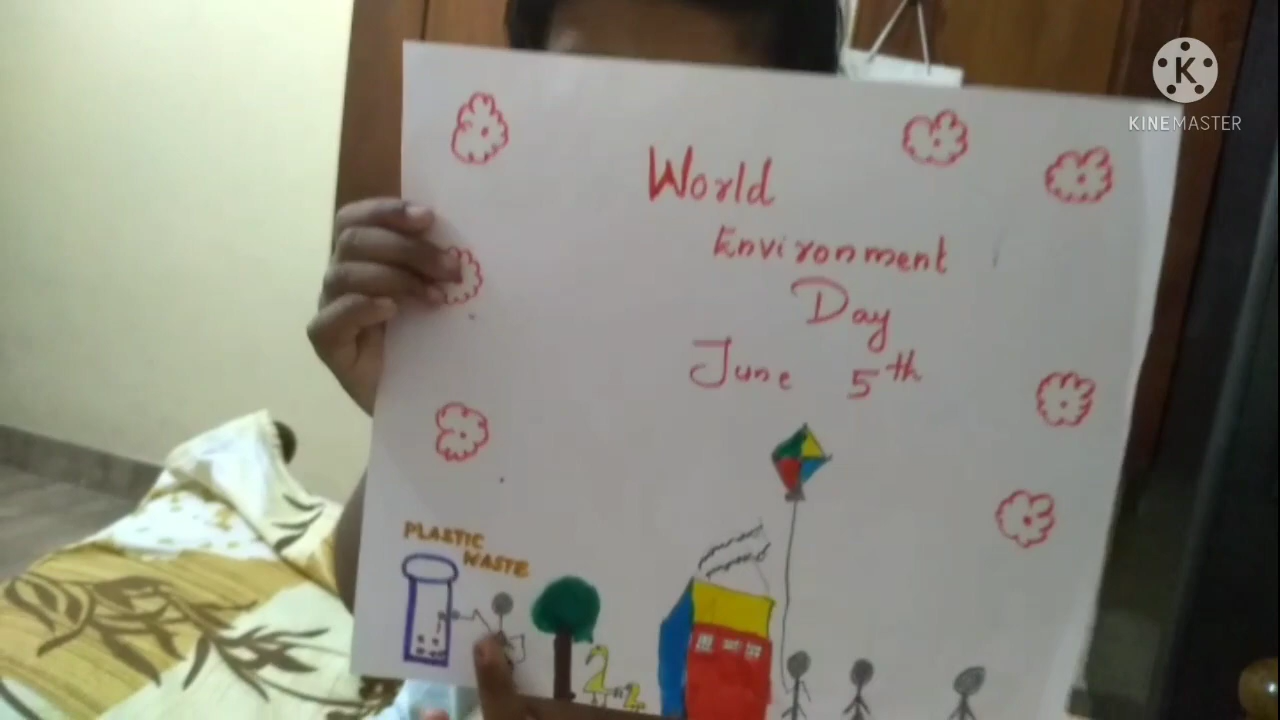 K
KINEMASTER
World
Environment
Day
June 5th
PLASTIC
WASTE